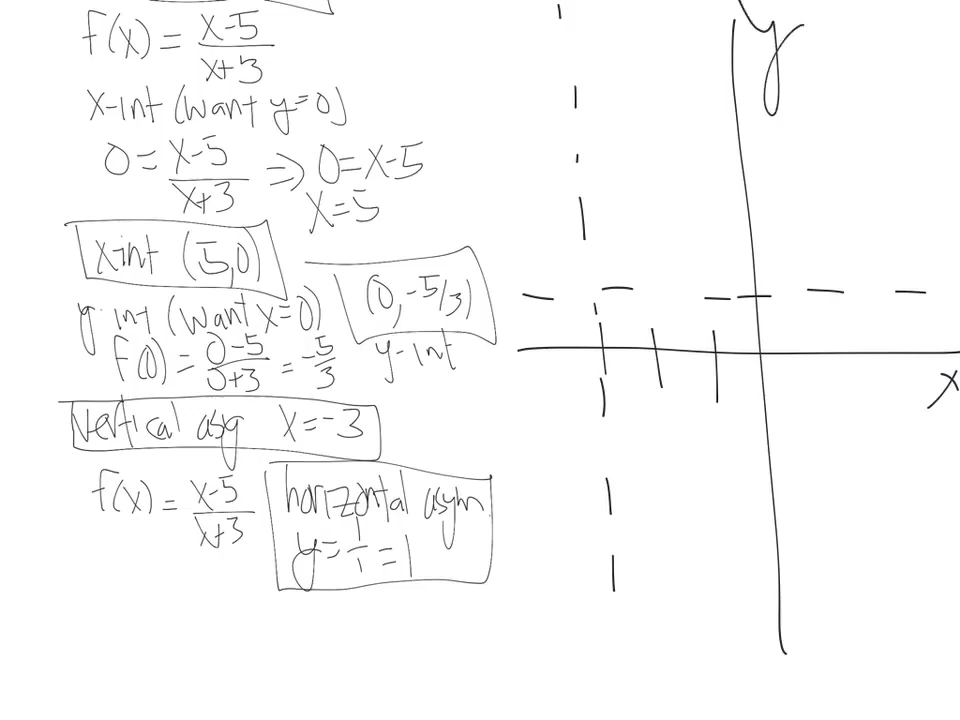 f(x) = x-5/x+3
x-int (want y=0)
0 = x-5/x+3 => 0=x-5
x=5
x-int (5,0)
y-int (want x=0)
(0,-5/3)
y-int
f(0) = 0-5/0+3 = -5/3
vertical asy x=-3
f(x) = x-5/x+3
horizontal asym
y=1/1=1
y
x